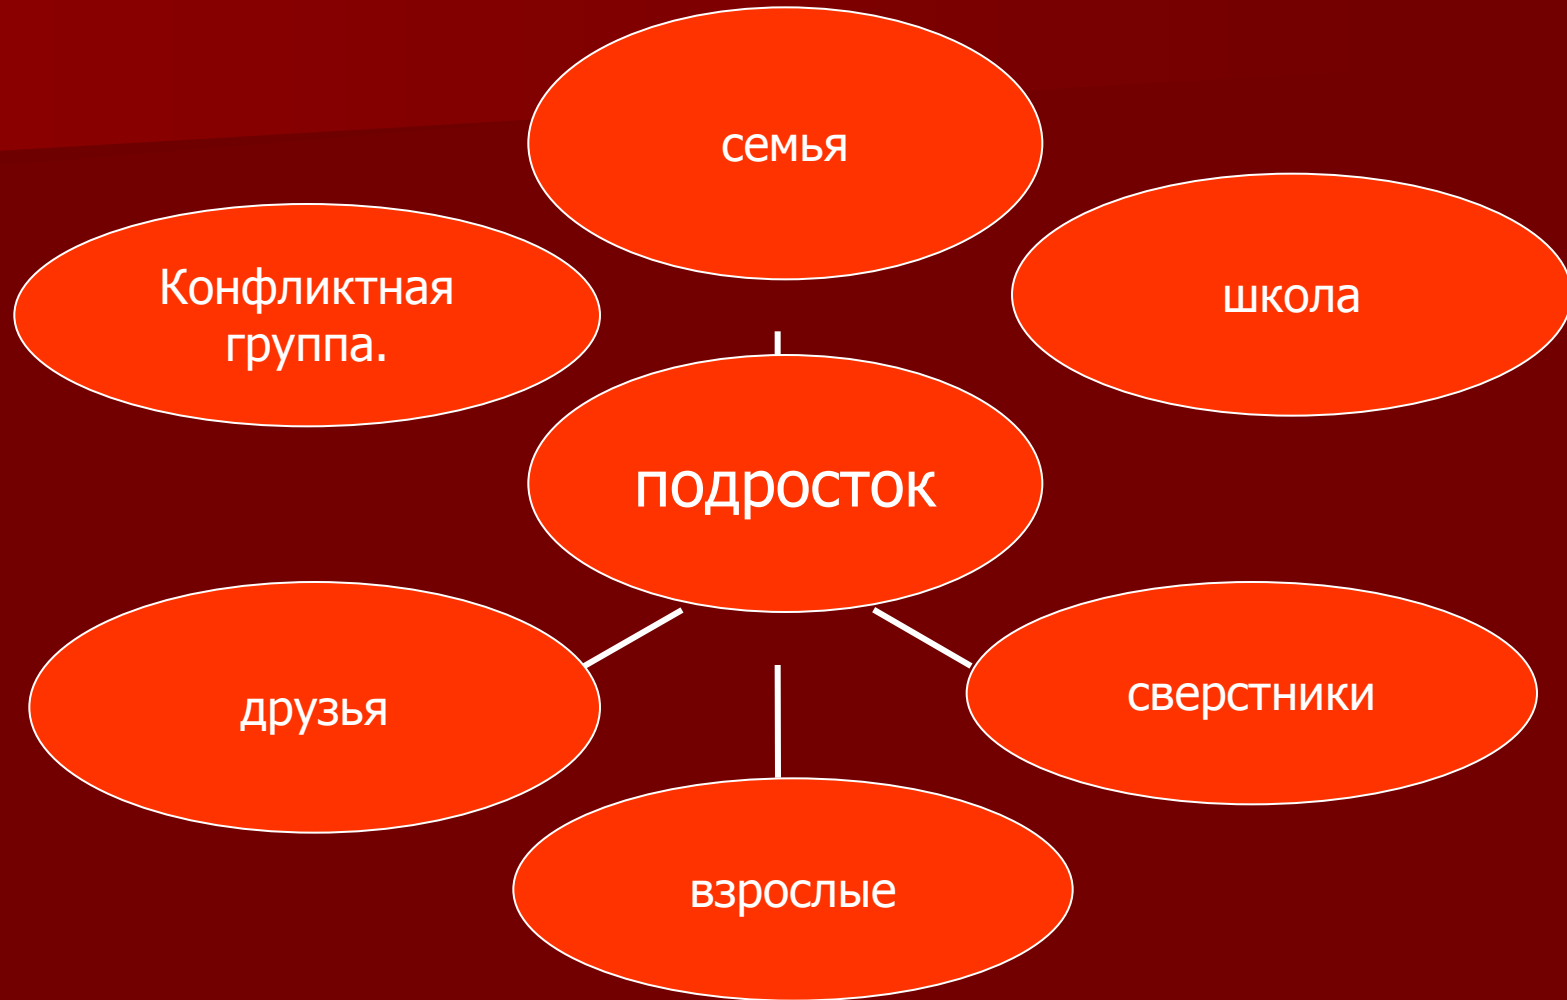 семья
школа
Конфликтная
группа.
подросток
друзья
сверстники
взрослые